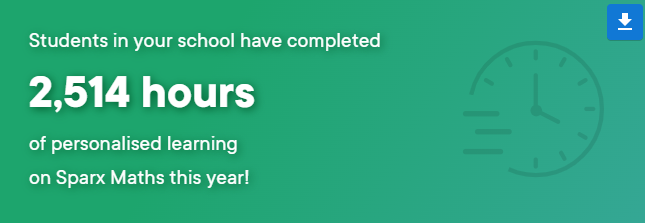 Students in your school have completed
2,514 hours
of personalised learning
on Sparx Maths this year!